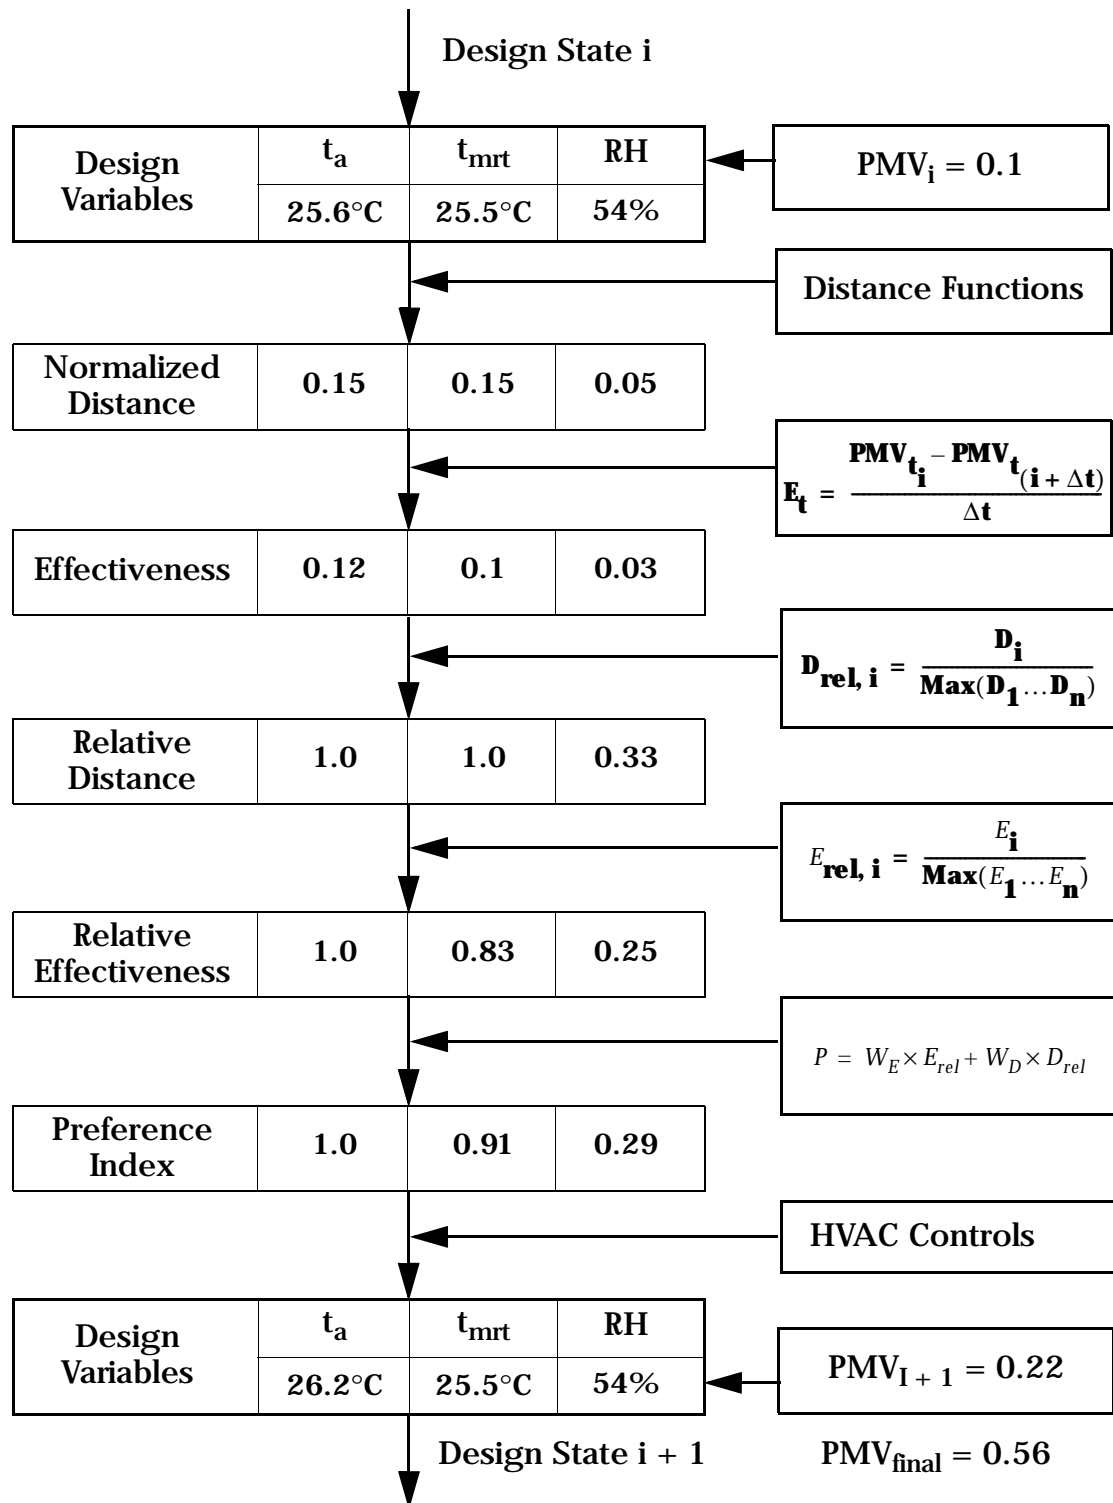 Design State i
Design
Variables
t_a
t_mrt
RH
25.6°C
25.5°C
54%
PMV_i = 0.1
Distance Functions
Normalized
Distance
0.15
0.15
0.05
E_t = (PMV_t_i – PMV_t_(i + Δt)) / Δt
Effectiveness
0.12
0.1
0.03
D_rel, i = D_i / Max(D_1…D_n)
Relative
Distance
1.0
1.0
0.33
E_rel, i = E_i / Max(E_1…E_n)
Relative
Effectiveness
1.0
0.83
0.25
P = W_E × E_rel + W_D × D_rel
Preference
Index
1.0
0.91
0.29
HVAC Controls
Design
Variables
t_a
t_mrt
RH
26.2°C
25.5°C
54%
PMV_I + 1 = 0.22
Design State i + 1
PMV_final = 0.56